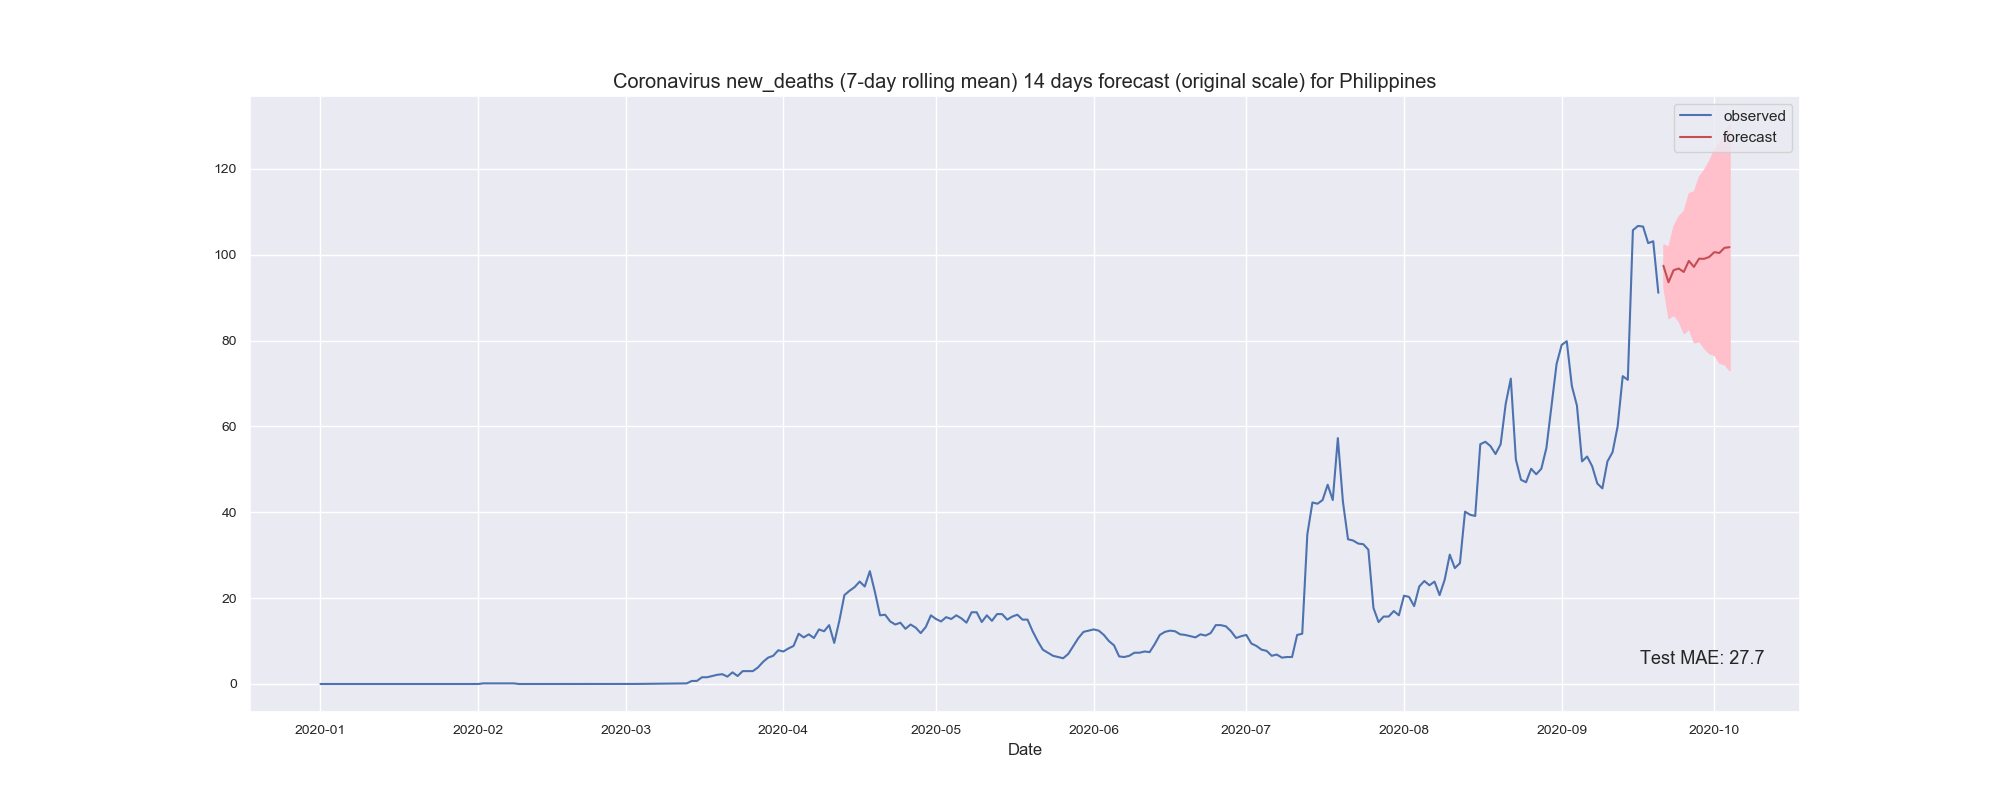 Coronavirus new_deaths (7-day rolling mean) 14 days forecast (original scale) for Philippines
observed
forecast
120
100
80
60
40
20
0
Test MAE: 27.7
2020-01 2020-02 2020-03 2020-04 2020-05 2020-06 2020-07 2020-08 2020-09 2020-10
Date